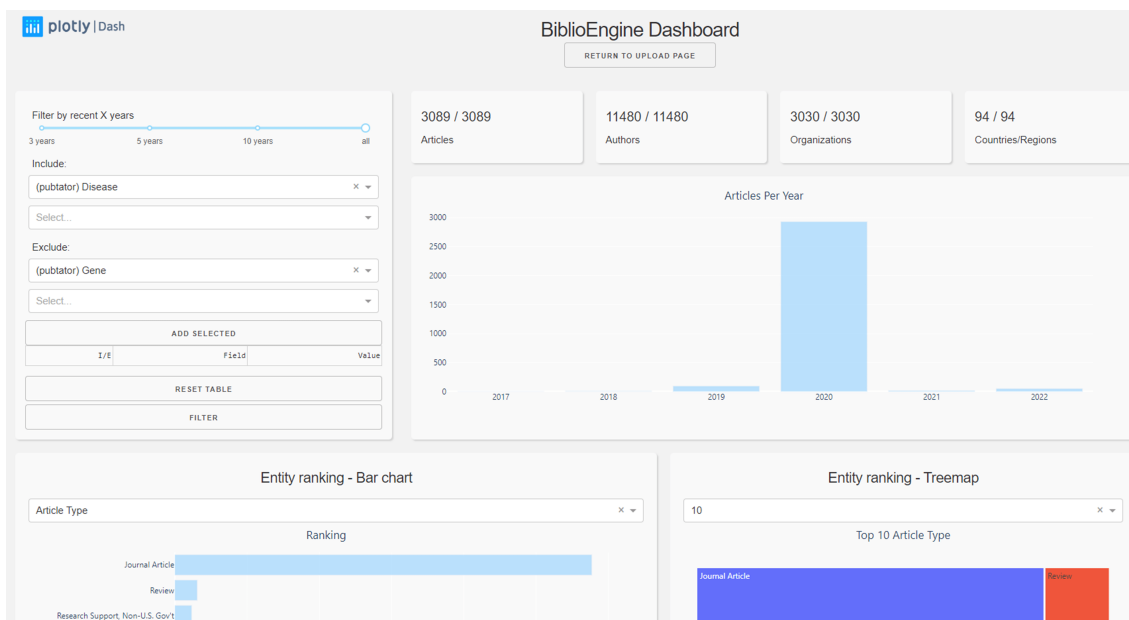 plotly | Dash
BiblioEngine Dashboard
RETURN TO UPLOAD PAGE
Filter by recent X years
3 years 5 years 10 years all
Include:
(pubtator) Disease
Select...
Exclude:
(pubtator) Gene
Select...
ADD SELECTED
I/E Field Value
RESET TABLE
FILTER
3089 / 3089
Articles
11480 / 11480
Authors
3030 / 3030
Organizations
94 / 94
Countries/Regions
Articles Per Year
3000
2500
2000
1500
1000
500
0
2017 2018 2019 2020 2021 2022
Entity ranking - Bar chart
Article Type
Ranking
Journal Article
Review
Research Support, Non-U.S. Gov't
Entity ranking - Treemap
10
Top 10 Article Type
Journal Article
Review